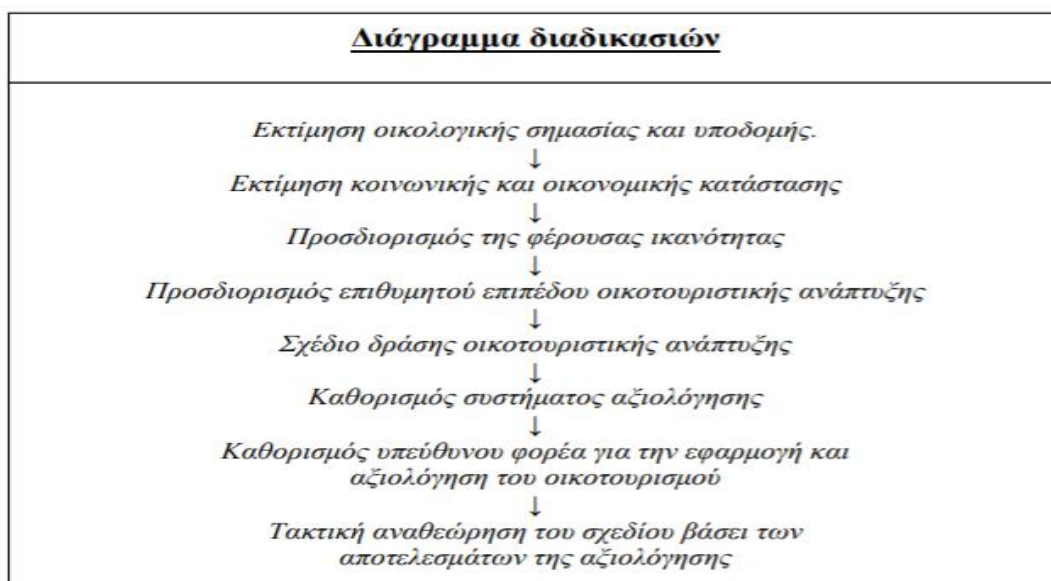 Διάγραμμα διαδικασιών
Εκτίμηση οικολογικής σημασίας και υποδομής.
↓
Εκτίμηση κοινωνικής και οικονομικής κατάστασης
↓
Προσδιορισμός της φέρουσας ικανότητας
↓
Προσδιορισμός επιθυμητού επιπέδου οικοτουριστικής ανάπτυξης
↓
Σχέδιο δράσης οικοτουριστικής ανάπτυξης
↓
Καθορισμός συστήματος αξιολόγησης
↓
Καθορισμός υπεύθυνου φορέα για την εφαρμογή και
αξιολόγηση του οικοτουρισμού
↓
Τακτική αναθεώρηση του σχεδίου βάσει των
αποτελεσμάτων της αξιολόγησης